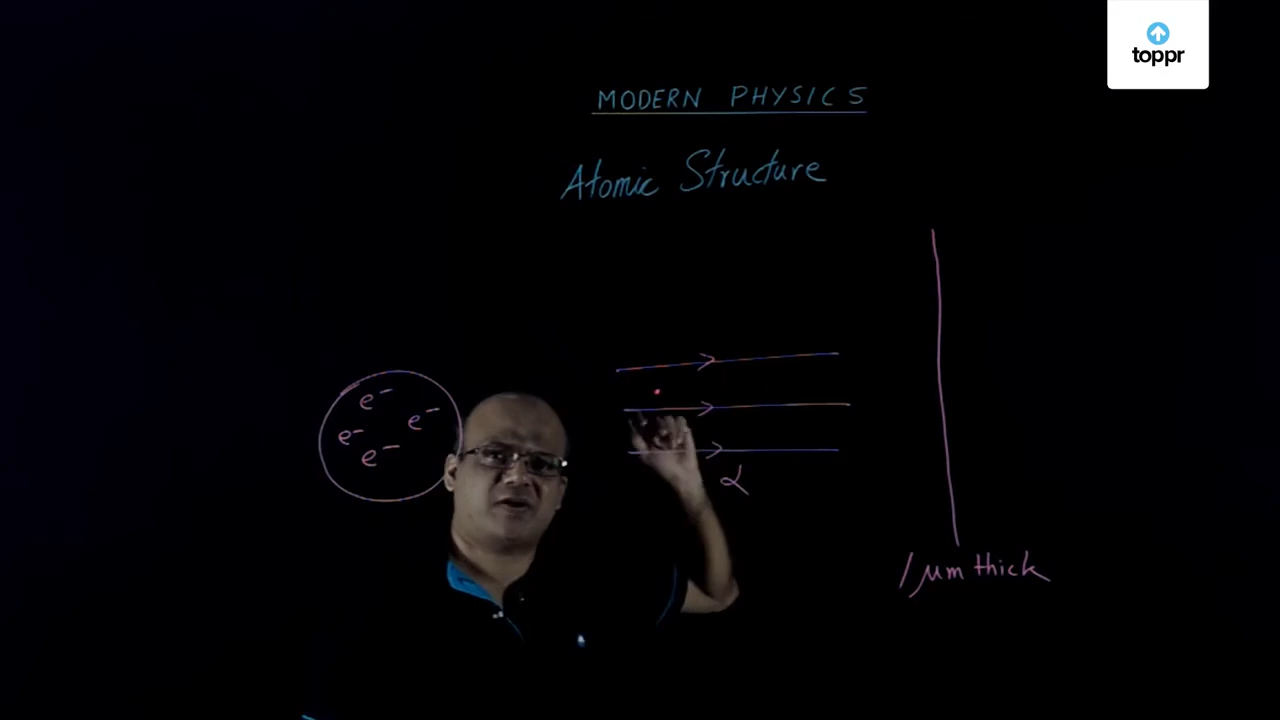 toppr
MODERN PHYSICS
Atomic Structure
e⁻
e⁻
e⁻
e⁻
α
1 μm thick